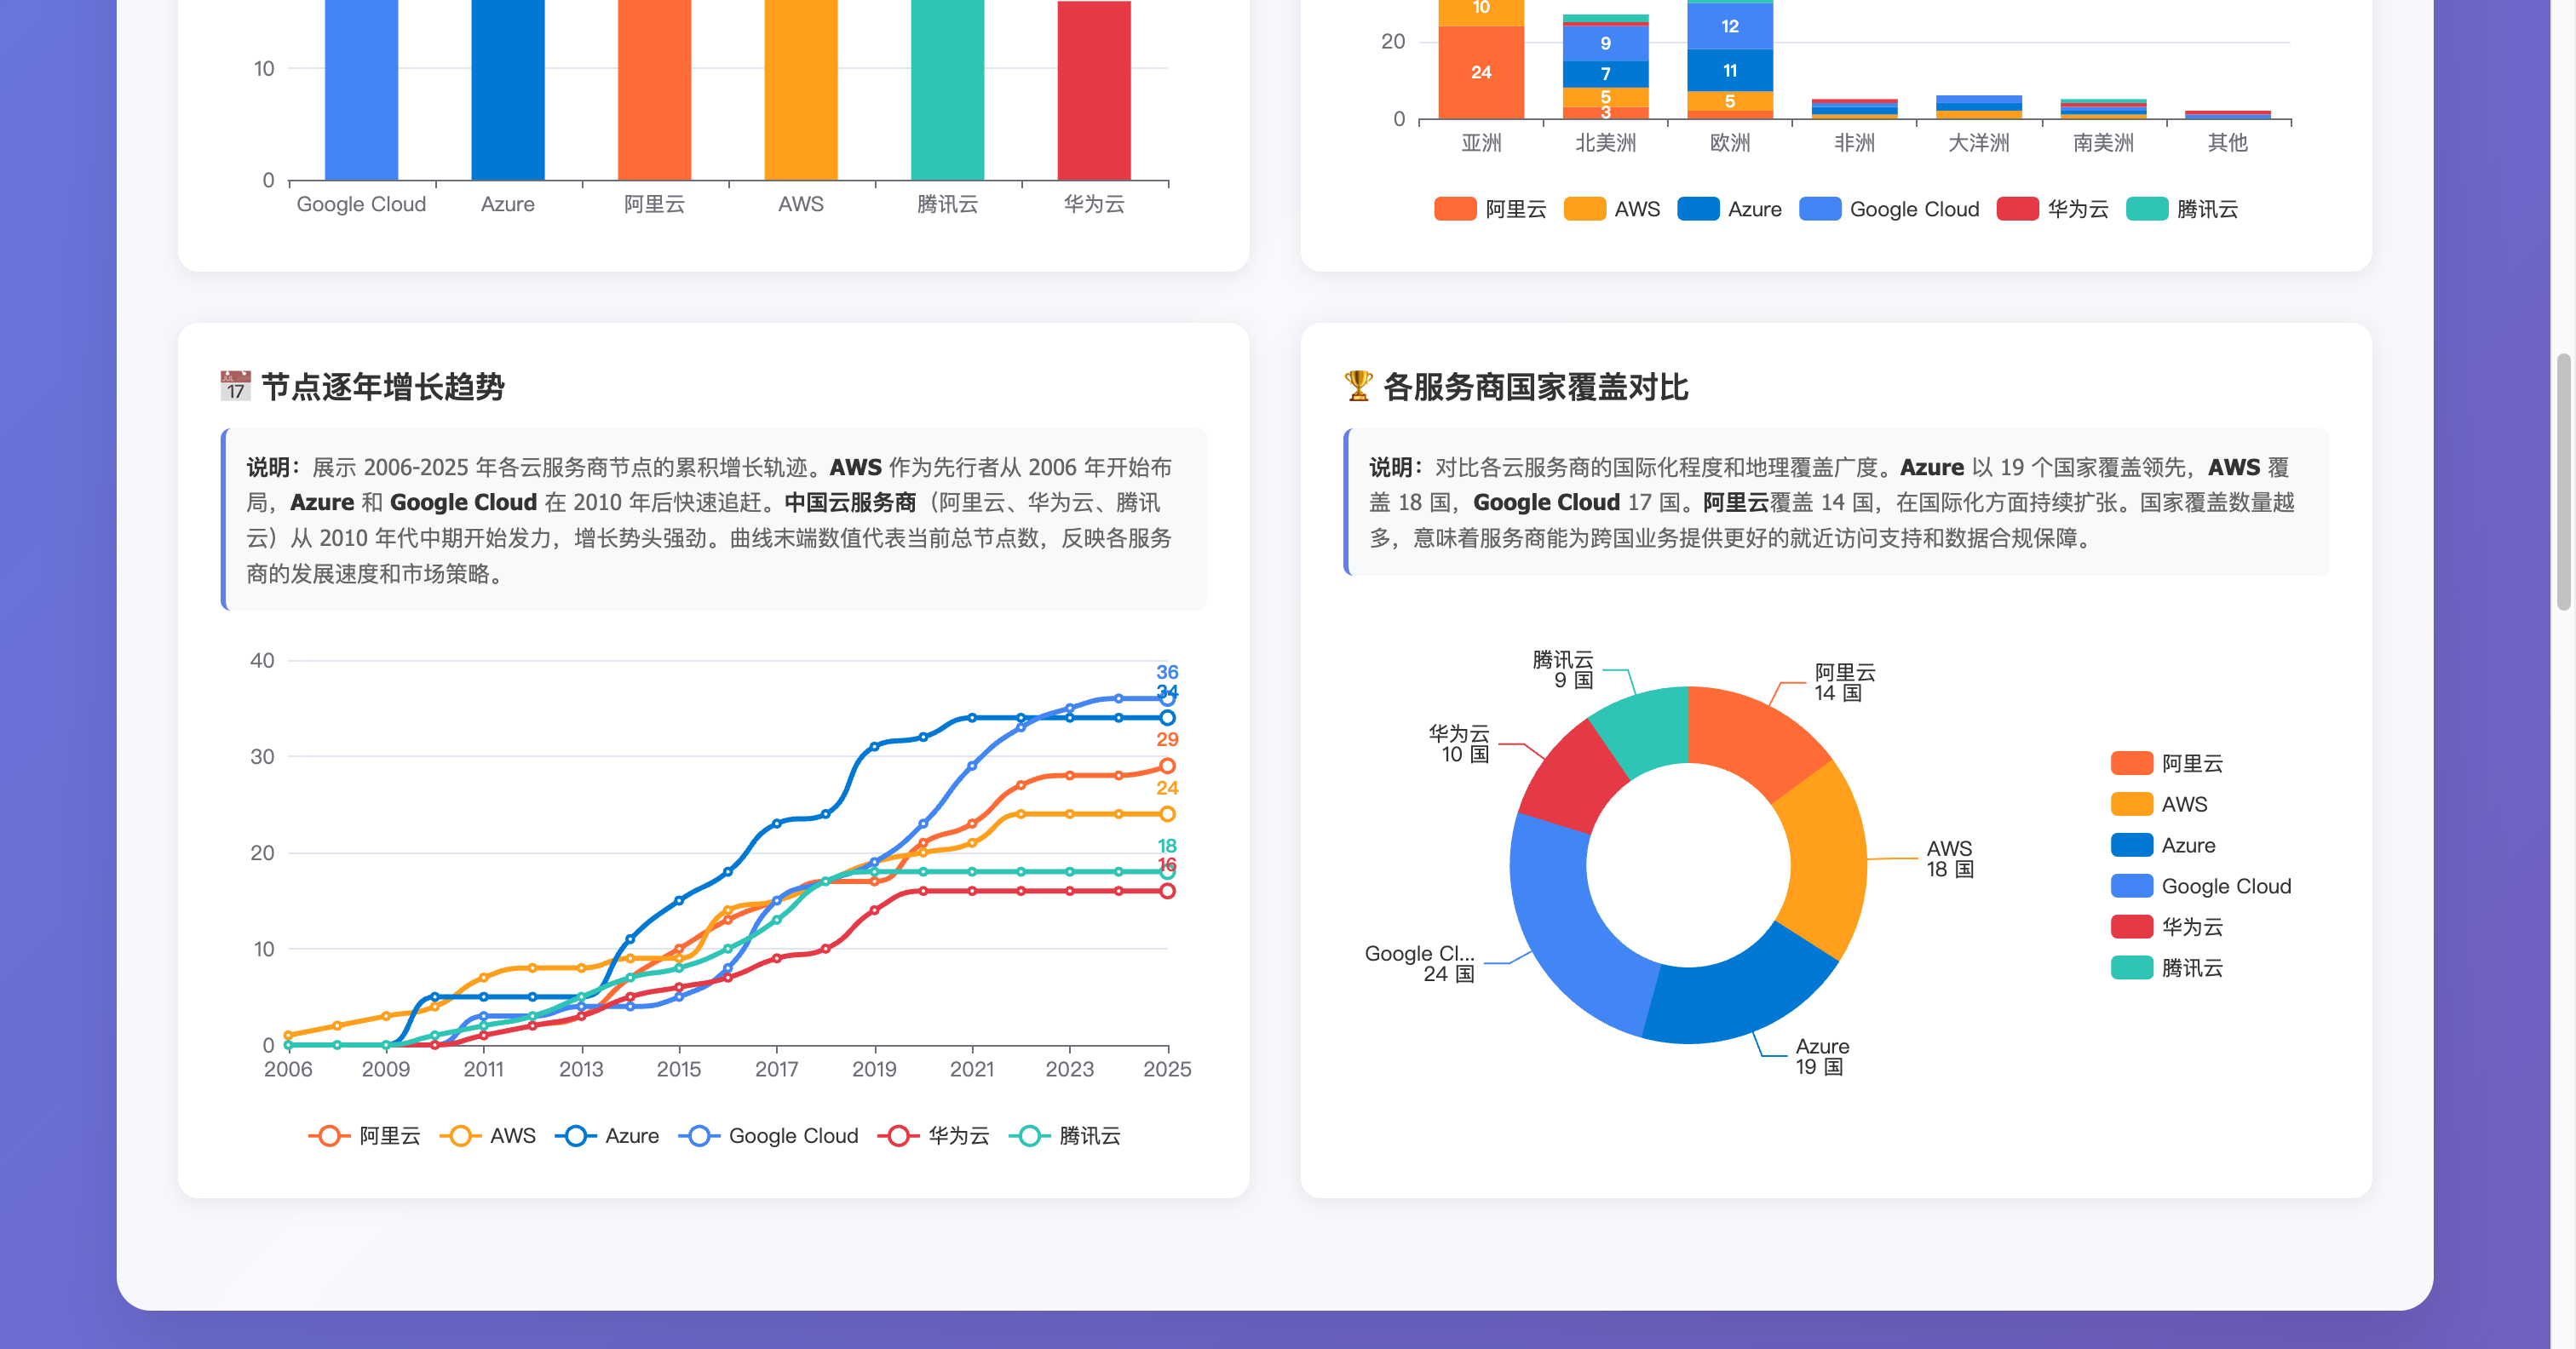 10
0
Google Cloud
Azure
阿里云
AWS
腾讯云
华为云
20
0
10
24
9
7
5
3
12
11
5
亚洲
北美洲
欧洲
非洲
大洋洲
南美洲
其他
阿里云
AWS
Azure
Google Cloud
华为云
腾讯云
JUL
17
节点逐年增长趋势
说明：展示 2006-2025 年各云服务商节点的累积增长轨迹。AWS 作为先行者从 2006 年开始布
局，Azure 和 Google Cloud 在 2010 年后快速追赶。中国云服务商（阿里云、华为云、腾讯
云）从 2010 年代中期开始发力，增长势头强劲。曲线末端数值代表当前总节点数，反映各服务
商的发展速度和市场策略。
40
30
20
10
0
36
34
29
24
18
16
2006
2009
2011
2013
2015
2017
2019
2021
2023
2025
阿里云
AWS
Azure
Google Cloud
华为云
腾讯云
各服务商国家覆盖对比
说明：对比各云服务商的国际化程度和地理覆盖广度。Azure 以 19 个国家覆盖领先，AWS 覆
盖 18 国，Google Cloud 17 国。阿里云覆盖 14 国，在国际化方面持续扩张。国家覆盖数量越
多，意味着服务商能为跨国业务提供更好的就近访问支持和数据合规保障。
腾讯云
9 国
阿里云
14 国
华为云
10 国
AWS
18 国
Google Cl...
24 国
Azure
19 国
阿里云
AWS
Azure
Google Cloud
华为云
腾讯云